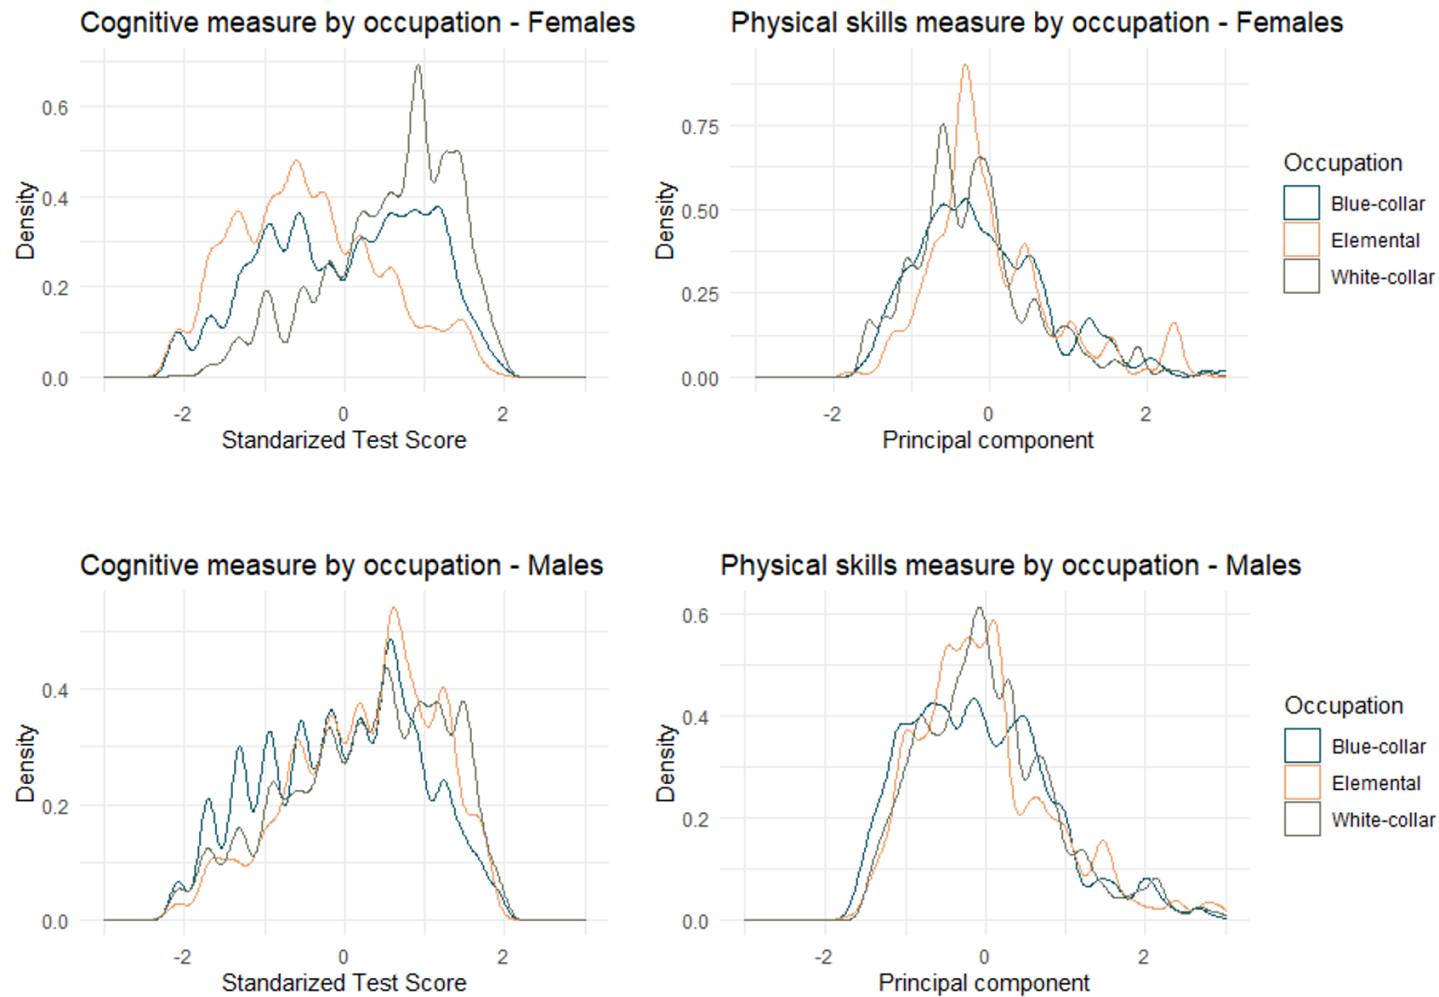 Cognitive measure by occupation - Females
Density
0.6
0.4
0.2
0.0
-2
0
2
Standarized Test Score
Physical skills measure by occupation - Females
Density
0.75
0.50
0.25
0.00
-2
0
2
Principal component
Occupation
Blue-collar
Elemental
White-collar
Cognitive measure by occupation - Males
Density
0.4
0.2
0.0
-2
0
2
Standarized Test Score
Physical skills measure by occupation - Males
Density
0.6
0.4
0.2
0.0
-2
0
2
Principal component
Occupation
Blue-collar
Elemental
White-collar